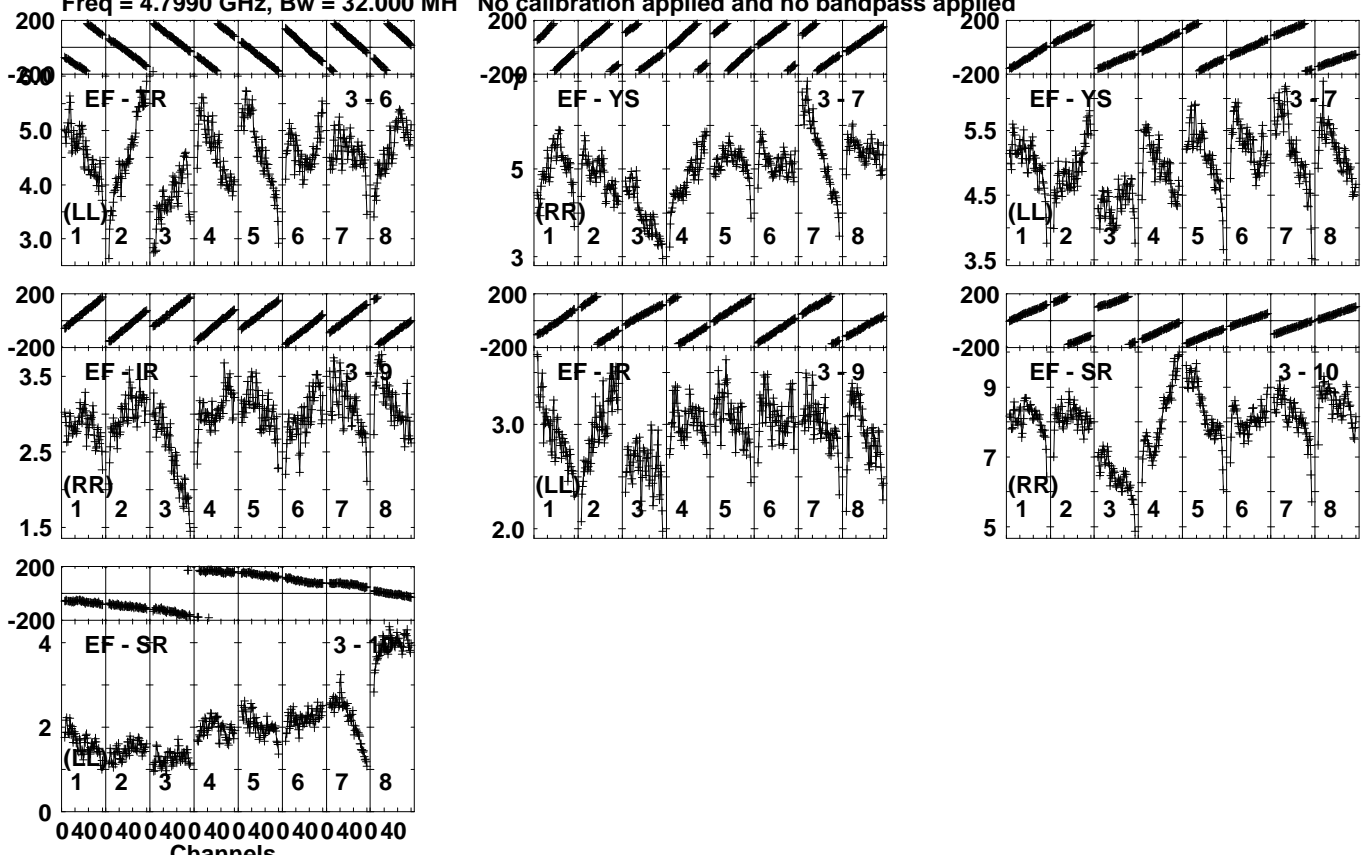 Freq = 4.7990 GHz, Bw = 32.000 MH No calibration applied and no bandpass applied
200
-200
6.0
5.0
4.0
3.0
EF - TR 3 - 6
(LL)
1 2 3 4 5 6 7 8
200
-200
7
5
3
EF - YS 3 - 7
(RR)
1 2 3 4 5 6 7 8
200
-200
5.5
4.5
3.5
EF - YS 3 - 7
(LL)
1 2 3 4 5 6 7 8
200
-200
3.5
2.5
1.5
EF - IR 3 - 9
(RR)
1 2 3 4 5 6 7 8
200
-200
3.0
2.0
EF - IR 3 - 9
(LL)
1 2 3 4 5 6 7 8
200
-200
9
7
5
EF - SR 3 - 10
(RR)
1 2 3 4 5 6 7 8
200
-200
4
2
0
EF - SR 3 - 10
(LL)
1 2 3 4 5 6 7 8
0 40 0 40 0 40 0 40 0 40 0 40 0 40 0 40
Channels